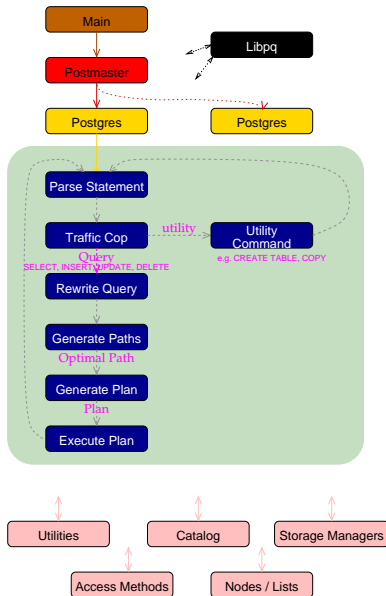 Main
Libpq
Postmaster
Postgres
Postgres
Parse Statement
Traffic Cop
utility
Utility
Command
Query
SELECT, INSERT, UPDATE, DELETE
e.g. CREATE TABLE, COPY
Rewrite Query
Generate Paths
Optimal Path
Generate Plan
Plan
Execute Plan
Utilities
Catalog
Storage Managers
Access Methods
Nodes / Lists